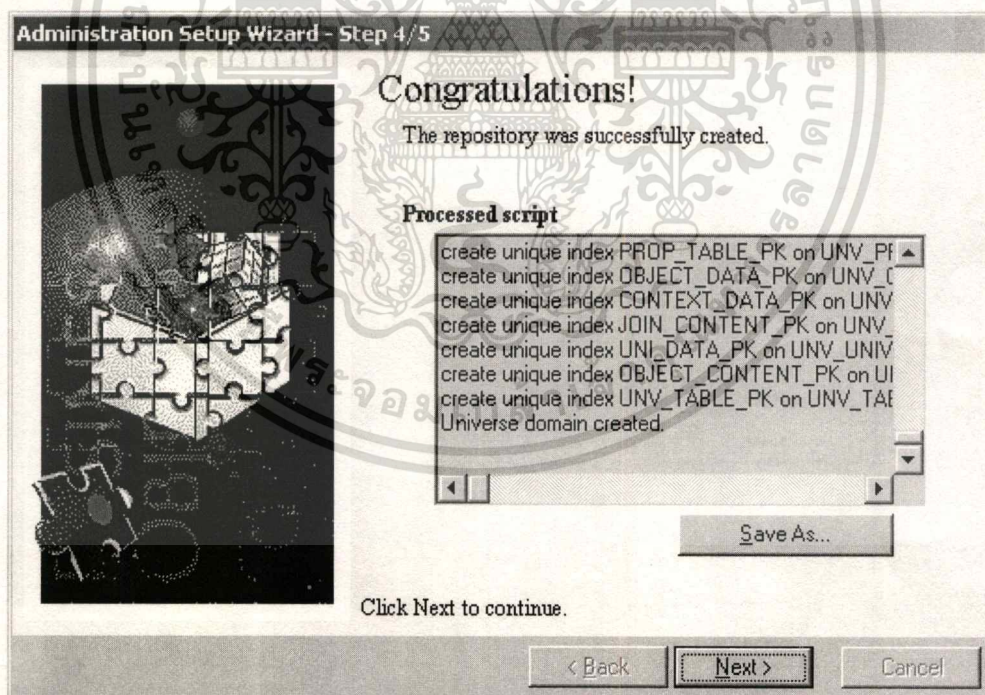 Administration Setup Wizard - Step 4/5
Congratulations!
The repository was successfully created.
Processed script
create unique index PROP_TABLE_PK on UNV_PF
create unique index OBJECT_DATA_PK on UNV_
create unique index CONTEXT_DATA_PK on UNV
create unique index JOIN_CONTENT_PK on UNV_
create unique index UNI_DATA_PK on UNV_UNIV
create unique index OBJECT_CONTENT_PK on
create unique index UNV_TABLE_PK on UNV_TAE
Universe domain created.
Save As...
Click Next to continue.
< Back
Next >
Cancel